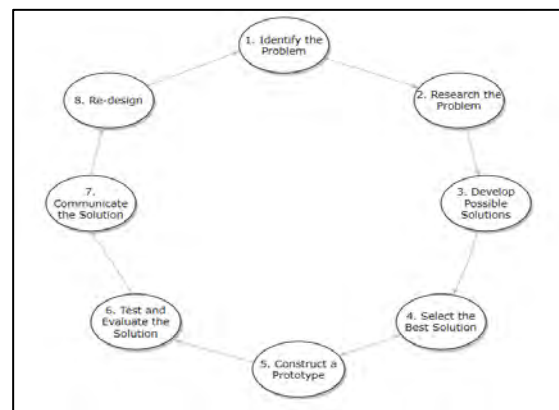 1. Identify the
Problem
2. Research the
Problem
3. Develop
Possible
Solutions
4. Select the
Best Solution
5. Construct a
Prototype
6. Test and
Evaluate the
Solution
7.
Communicate
the Solution
8. Re-design